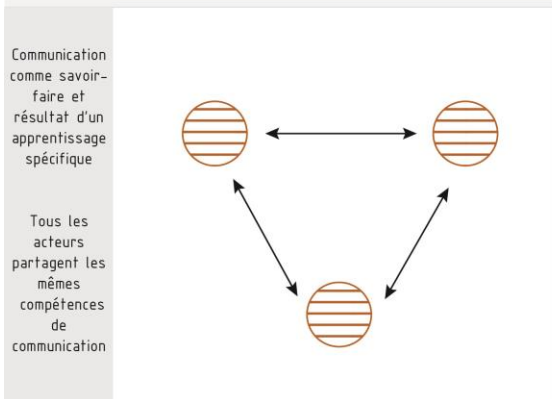 Communication
comme savoir-
faire et
résultat d'un
apprentissage
spécifique
Tous les
acteurs
partagent les
mêmes
compétences
de
communication